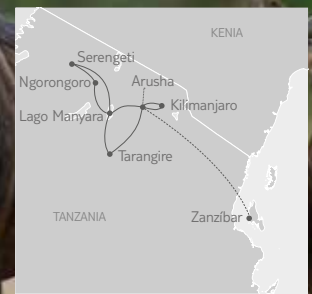 KENIA
Serengeti
Ngorongoro
Arusha
Kilimanjaro
Lago Manyara
Tarangire
Zanzíbar
TANZANIA